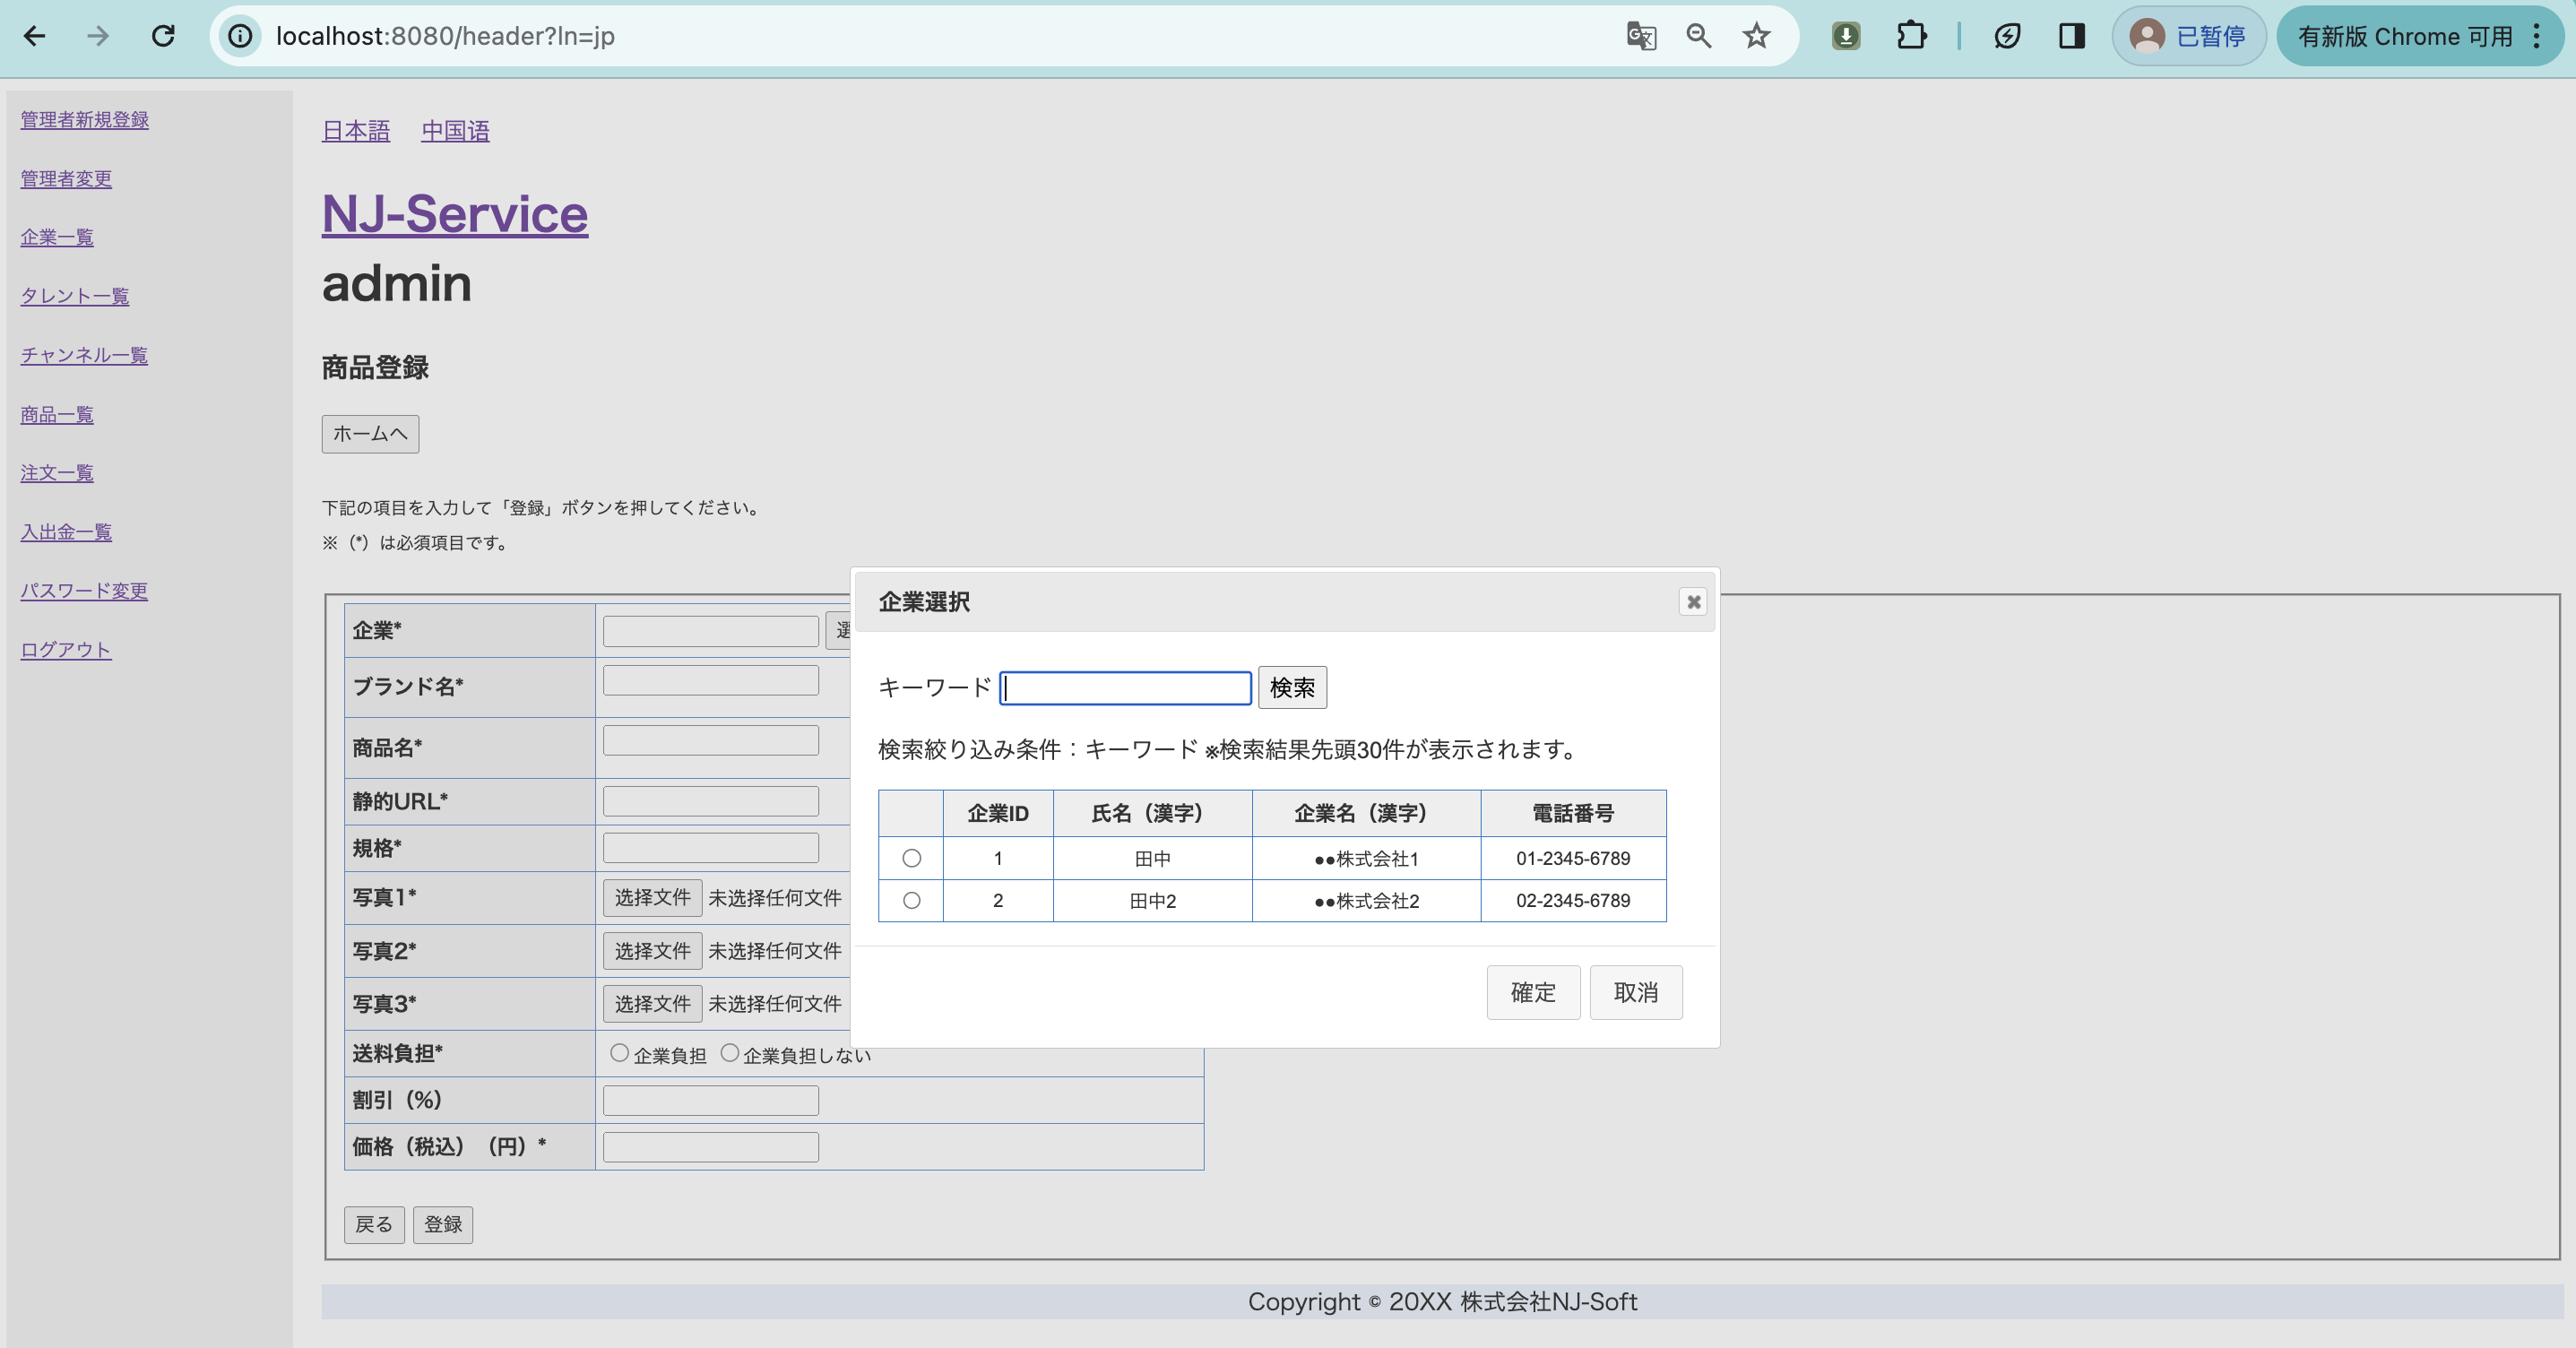 localhost:8080/header?ln=jp
已暂停
有新版 Chrome 可用
管理者新規登録
管理者変更
企業一覧
タレント一覧
チャンネル一覧
商品一覧
注文一覧
入出金一覧
パスワード変更
ログアウト
日本語 中国语
NJ-Service
admin
商品登録
ホームへ
下記の項目を入力して「登録」ボタンを押してください。
※（*）は必須項目です。
企業*
ブランド名*
商品名*
静的URL*
規格*
写真1* 选择文件 未选择任何文件
写真2* 选择文件 未选择任何文件
写真3* 选择文件 未选择任何文件
送料負担* 企業負担 企業負担しない
割引（%）
価格（税込）（円）*
戻る 登録
企業選択
キーワード 検索
検索絞り込み条件：キーワード ※検索結果先頭30件が表示されます。
企業ID 氏名（漢字） 企業名（漢字） 電話番号
1 田中 ●●株式会社1 01-2345-6789
2 田中2 ●●株式会社2 02-2345-6789
確定 取消
Copyright © 20XX 株式会社NJ-Soft